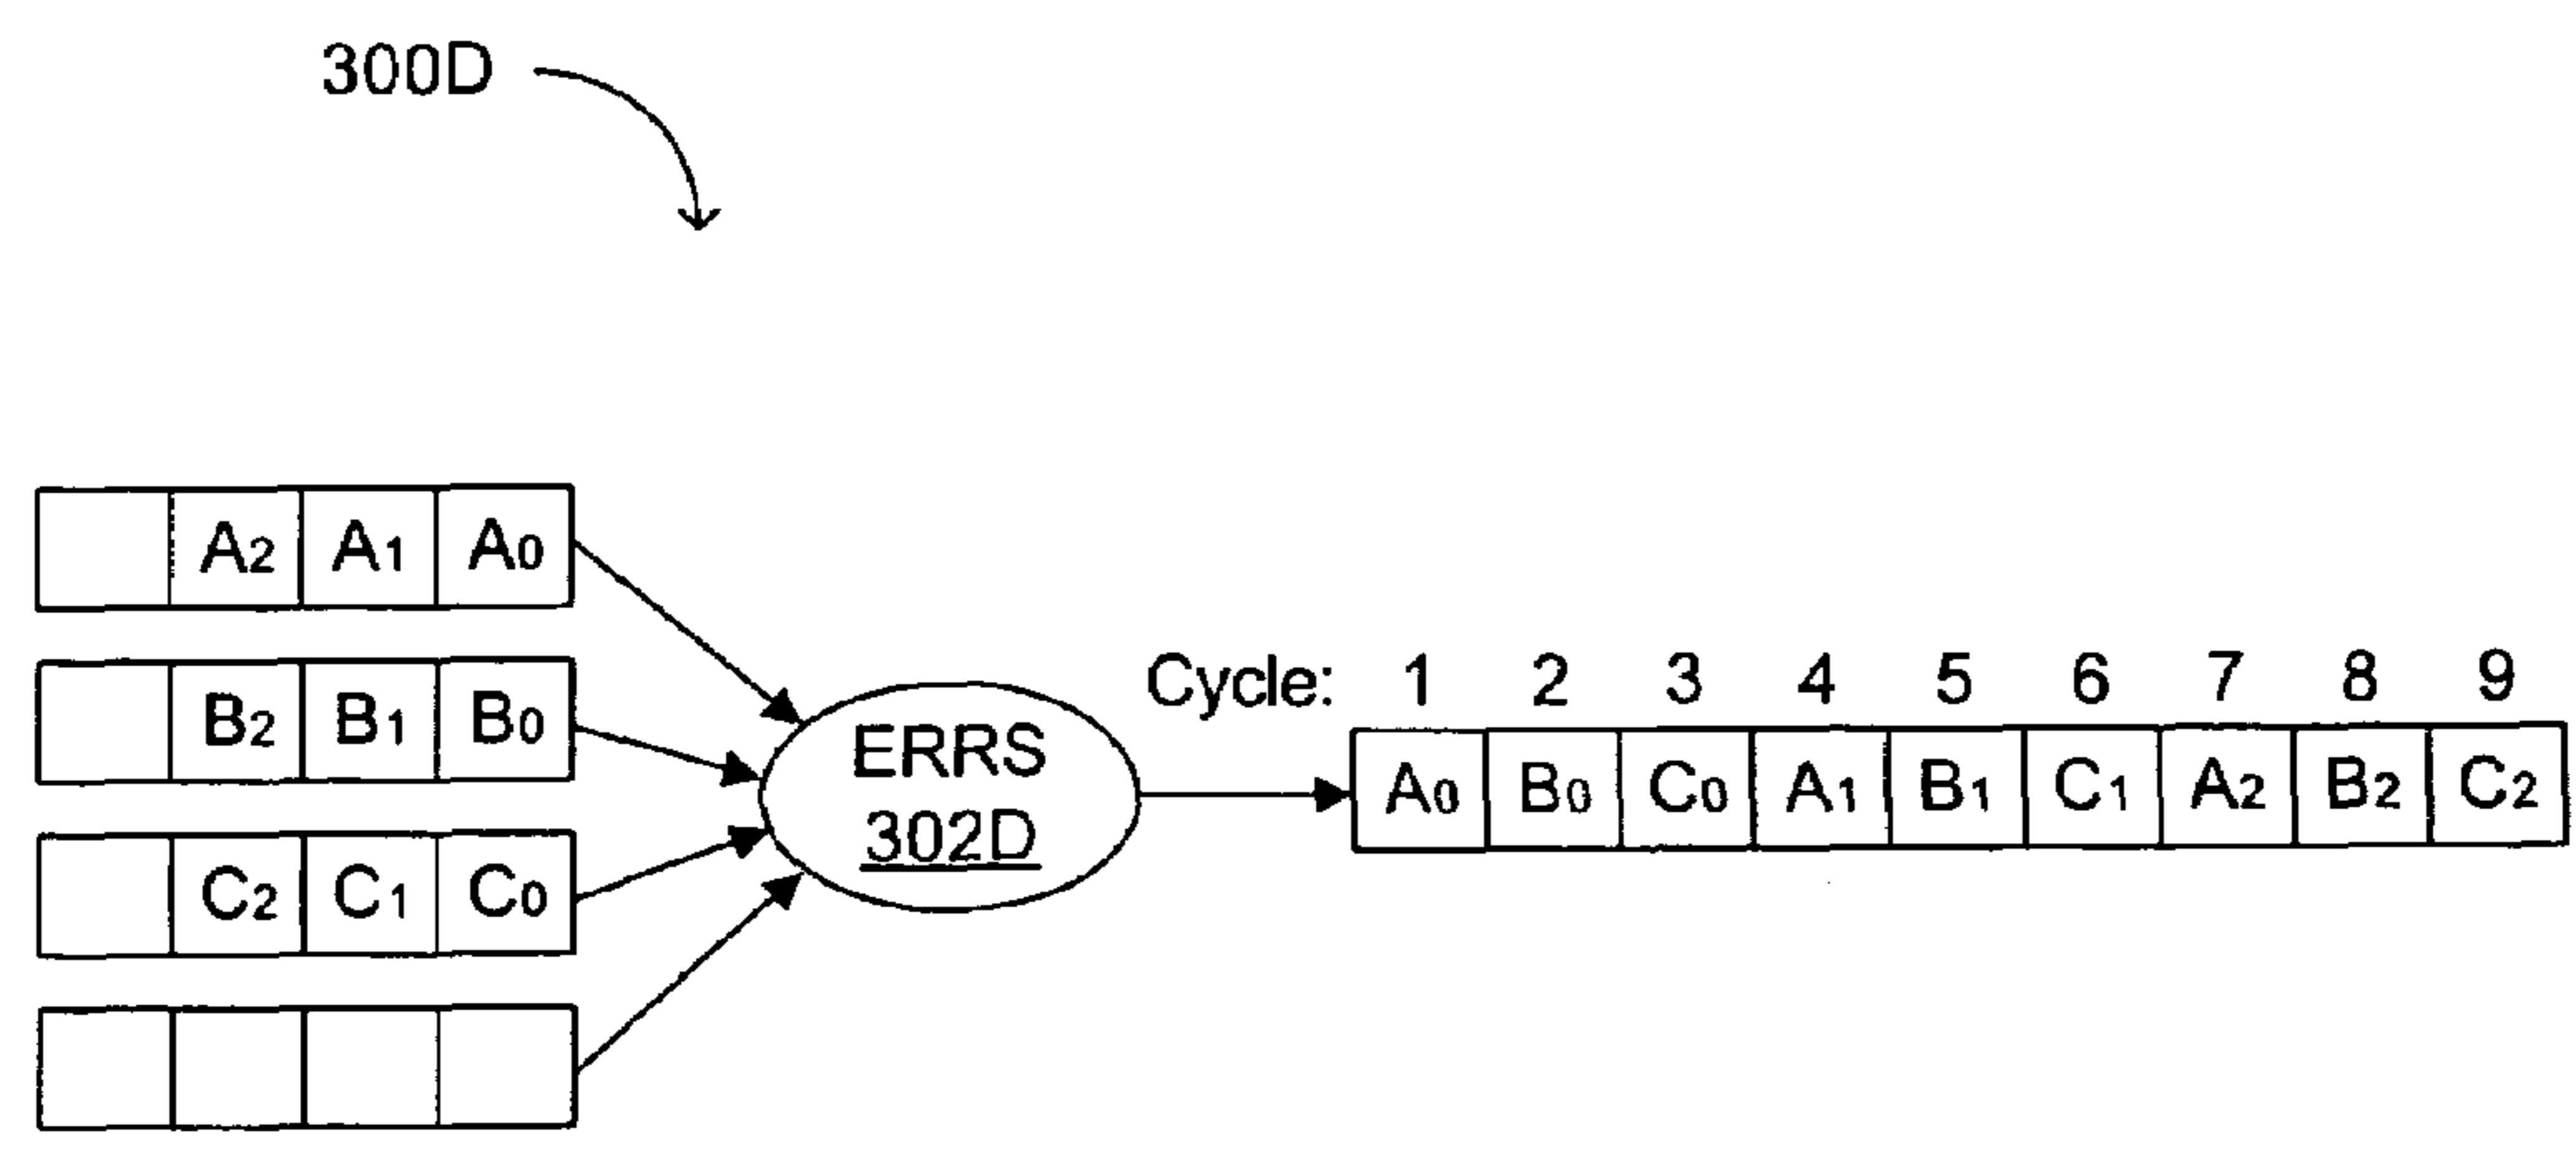 300D
A2 A1 A0
B2 B1 B0
C2 C1 C0
ERRS
302D
Cycle: 1 2 3 4 5 6 7 8 9
A0 B0 C0 A1 B1 C1 A2 B2 C2